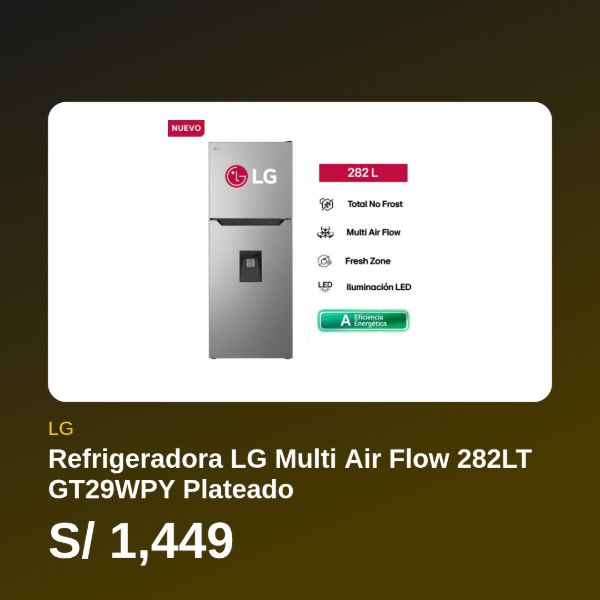 NUEVO
LG
282 L
Total No Frost
Multi Air Flow
Fresh Zone
LED Iluminación LED
A Eficiencia
Energética
LG
Refrigeradora LG Multi Air Flow 282LT
GT29WPY Plateado
S/ 1,449